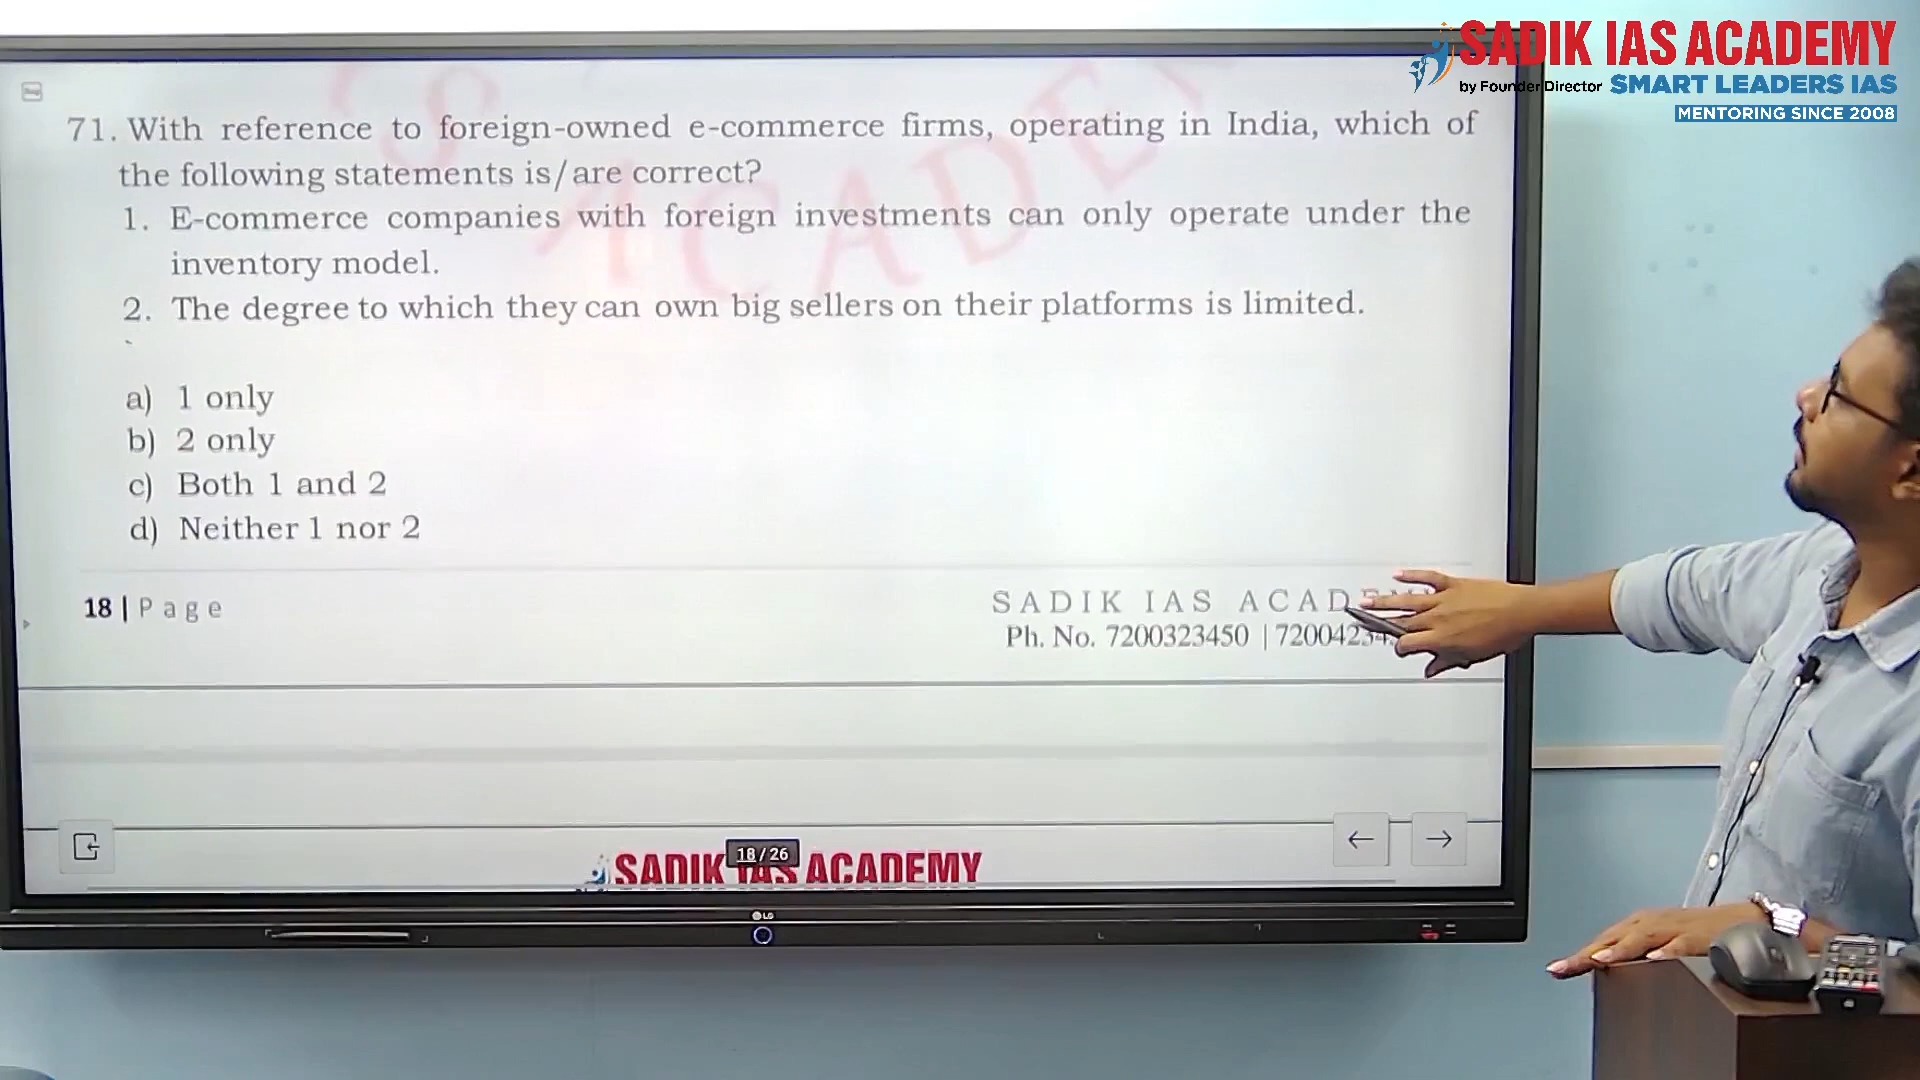 SADIK IAS ACADEMY
by Founder Director SMART LEADERS IAS
MENTORING SINCE 2008
71. With reference to foreign-owned e-commerce firms, operating in India, which of
the following statements is/are correct?
1. E-commerce companies with foreign investments can only operate under the
inventory model.
2. The degree to which they can own big sellers on their platforms is limited.
a) 1 only
b) 2 only
c) Both 1 and 2
d) Neither 1 nor 2
18 | Page
SADIK IAS
Ph. No. 7200323450 |
18/26
SADIK IAS ACADEMY
LG